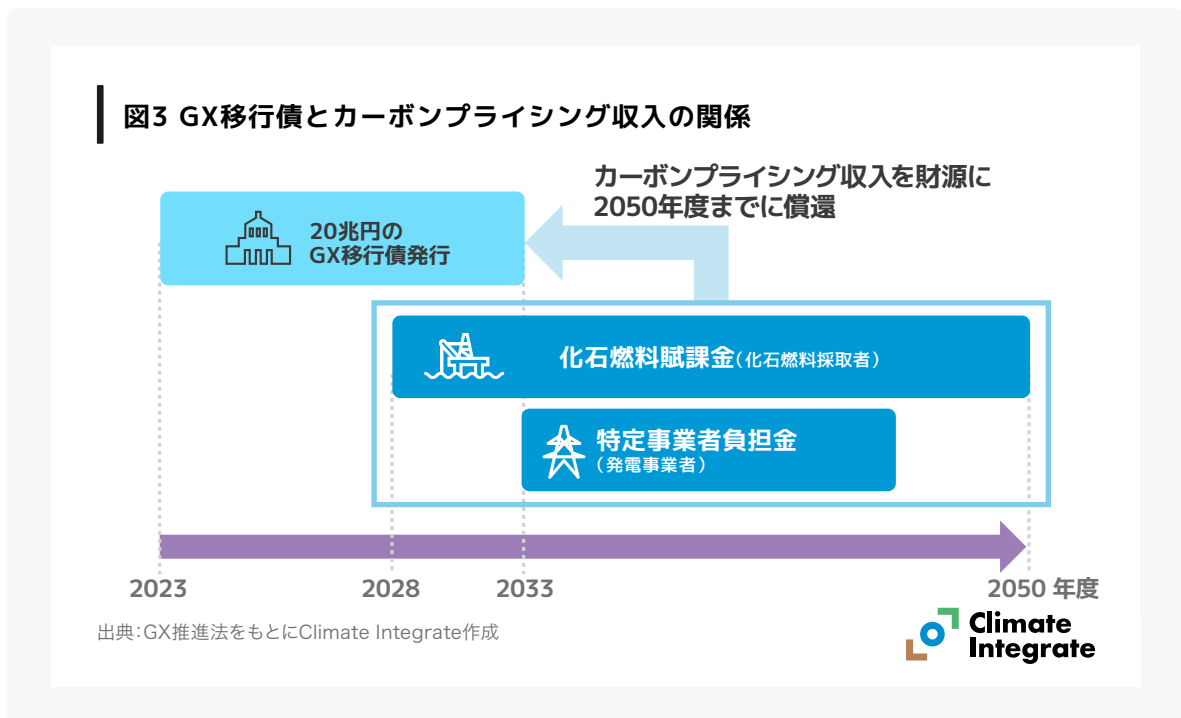 図3 GX移行債とカーボンプライシング収入の関係
カーボンプライシング収入を財源に
2050年度までに償還
20兆円の
GX移行債発行
化石燃料賦課金(化石燃料採取者)
特定事業者負担金
(発電事業者)
2023
2028
2033
2050 年度
出典:GX推進法をもとにClimate Integrate作成
Climate
Integrate